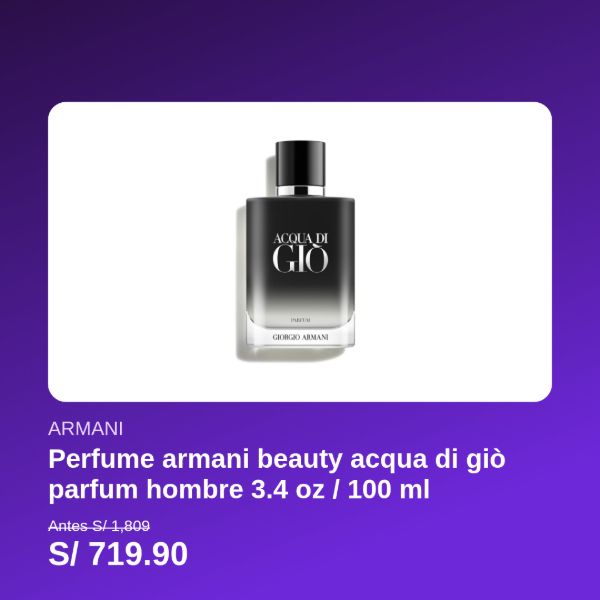 ACQUA DI
GIÒ
PARFUM
GIORGIO ARMANI
ARMANI
Perfume armani beauty acqua di giò
parfum hombre 3.4 oz / 100 ml
Antes S/ 1,809
S/ 719.90